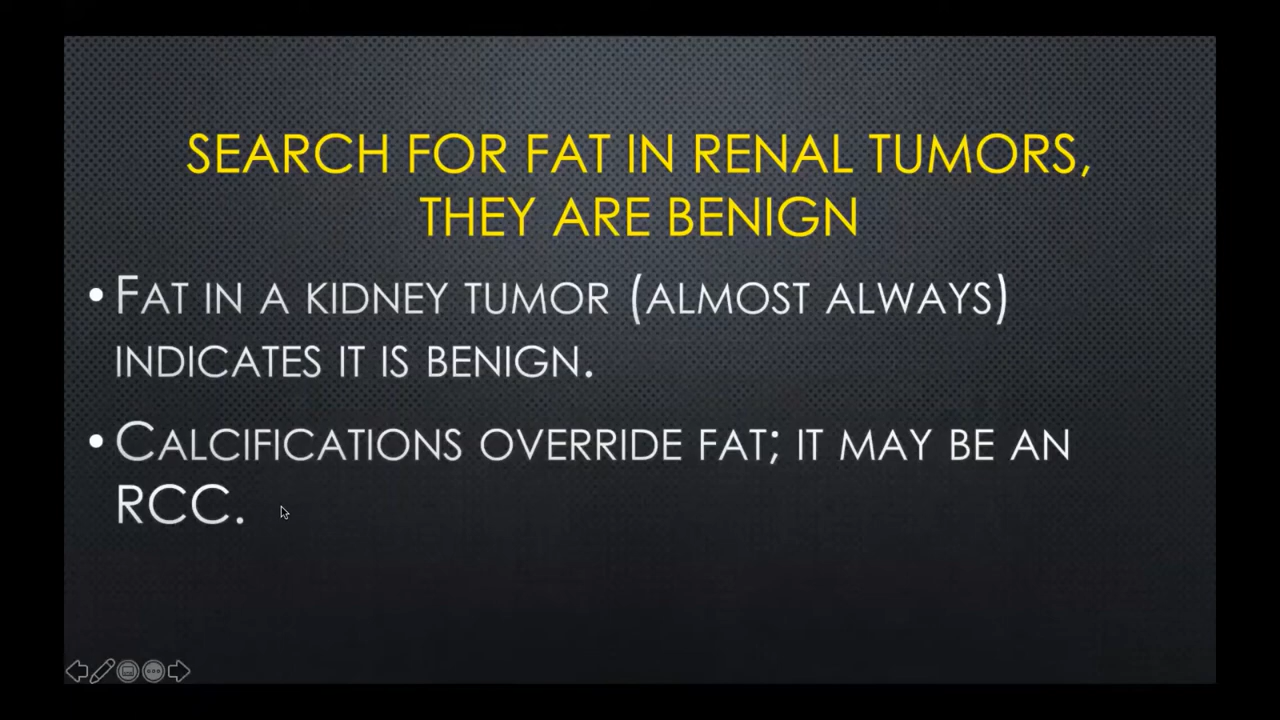 SEARCH FOR FAT IN RENAL TUMORS,
THEY ARE BENIGN
• FAT IN A KIDNEY TUMOR (ALMOST ALWAYS)
INDICATES IT IS BENIGN.
• CALCIFICATIONS OVERRIDE FAT; IT MAY BE AN
RCC.